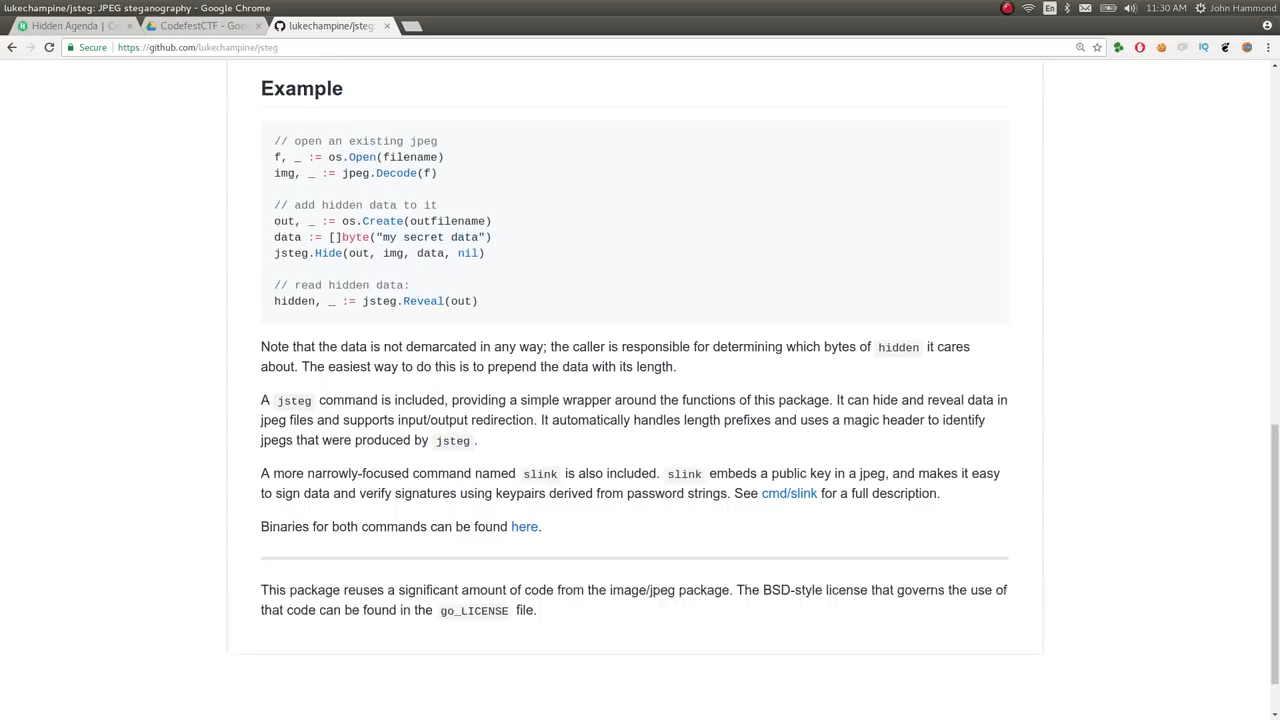 lukechampine/jsteg: JPEG steganography - Google Chrome
En
11:30 AM
John Hammond
Hidden Agenda | Co
CodefestCTF - Goo
lukechampine/jsteg:
Secure
https://github.com/lukechampine/jsteg
IQ
Example
// open an existing jpeg
f, _ := os.Open(filename)
img, _ := jpeg.Decode(f)
// add hidden data to it
out, _ := os.Create(outfilename)
data := []byte("my secret data")
jsteg.Hide(out, img, data, nil)
// read hidden data:
hidden, _ := jsteg.Reveal(out)
Note that the data is not demarcated in any way; the caller is responsible for determining which bytes of hidden it cares
about. The easiest way to do this is to prepend the data with its length.
A jsteg command is included, providing a simple wrapper around the functions of this package. It can hide and reveal data in
jpeg files and supports input/output redirection. It automatically handles length prefixes and uses a magic header to identify
jpegs that were produced by jsteg.
A more narrowly-focused command named slink is also included. slink embeds a public key in a jpeg, and makes it easy
to sign data and verify signatures using keypairs derived from password strings. See cmd/slink for a full description.
Binaries for both commands can be found here.
This package reuses a significant amount of code from the image/jpeg package. The BSD-style license that governs the use of
that code can be found in the go_LICENSE file.